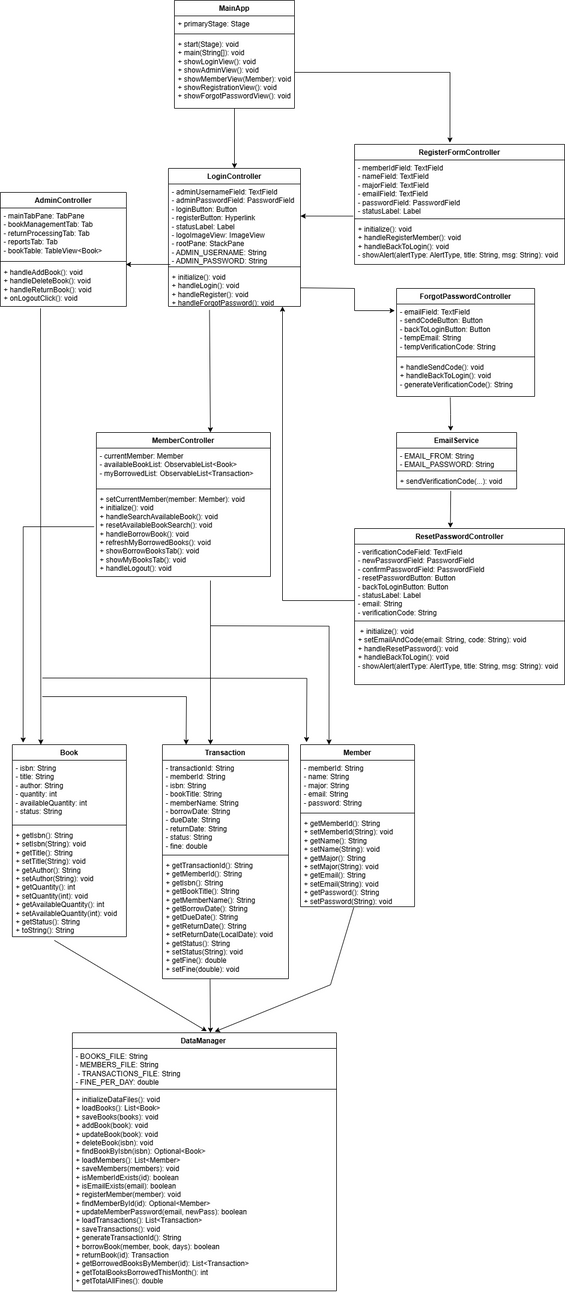 MainApp
+ primaryStage: Stage
+ start(Stage): void
+ main(String[]): void
+ showLoginView(): void
+ showAdminView(): void
+ showMemberView(Member): void
+ showRegistrationView(): void
+ showForgotPasswordView(): void
RegisterFormController
- memberIdField: TextField
- nameField: TextField
- majorField: TextField
- emailField: TextField
- passwordField: PasswordField
- statusLabel: Label
+ initialize(): void
+ handleRegisterMember(): void
+ handleBackToLogin(): void
- showAlert(alertType: AlertType, title: String, msg: String): void
LoginController
- adminUsernameField: TextField
- adminPasswordField: PasswordField
- loginButton: Button
- registerButton: Hyperlink
- statusLabel: Label
- logoImageView: ImageView
- rootPane: StackPane
- ADMIN_USERNAME: String
- ADMIN_PASSWORD: String
+ initialize(): void
+ handleLogin(): void
+ handleRegister(): void
+ handleForgotPassword(): void
AdminController
- mainTabPane: TabPane
- bookManagementTab: Tab
- returnProcessingTab: Tab
- reportsTab: Tab
- bookTable: TableView<Book>
+ handleAddBook(): void
+ handleDeleteBook(): void
+ handleReturnBook(): void
+ onLogoutClick(): void
ForgotPasswordController
- emailField: TextField
- sendCodeButton: Button
- backToLoginButton: Button
- tempEmail: String
- tempVerificationCode: String
+ handleSendCode(): void
+ handleBackToLogin(): void
- generateVerificationCode(): String
MemberController
- currentMember: Member
- availableBookList: ObservableList<Book>
- myBorrowedList: ObservableList<Transaction>
+ setCurrentMember(member: Member): void
+ initialize(): void
+ handleSearchAvailableBook(): void
+ resetAvailableBookSearch(): void
+ handleBorrowBook(): void
+ refreshMyBorrowedBooks(): void
+ showBorrowBooksTab(): void
+ showMyBooksTab(): void
+ handleLogout(): void
EmailService
- EMAIL_FROM: String
- EMAIL_PASSWORD: String
+ sendVerificationCode(...): void
ResetPasswordController
- verificationCodeField: TextField
- newPasswordField: PasswordField
- confirmPasswordField: PasswordField
- resetPasswordButton: Button
- backToLoginButton: Button
- statusLabel: Label
- email: String
- verificationCode: String
+ initialize(): void
+ setEmailAndCode(email: String, code: String): void
+ handleResetPassword(): void
+ handleBackToLogin(): void
- showAlert(alertType: AlertType, title: String, msg: String): void
Book
- isbn: String
- title: String
- author: String
- quantity: int
- availableQuantity: int
- status: String
+ getIsbn(): String
+ setIsbn(String): void
+ getTitle(): String
+ setTitle(String): void
+ getAuthor(): String
+ setAuthor(String): void
+ getQuantity(): int
+ setQuantity(int): void
+ getAvailableQuantity(): int
+ setAvailableQuantity(int): void
+ getStatus(): String
+ toString(): String
Transaction
- transactionId: String
- memberId: String
- isbn: String
- bookTitle: String
- memberName: String
- borrowDate: String
- dueDate: String
- returnDate: String
- status: String
- fine: double
+ getTransactionId(): String
+ getMemberId(): String
+ getIsbn(): String
+ getBookTitle(): String
+ getMemberName(): String
+ getBorrowDate(): String
+ getDueDate(): String
+ getReturnDate(): String
+ setReturnDate(LocalDate): void
+ getStatus(): String
+ setStatus(String): void
+ getFine(): double
+ setFine(double): void
Member
- memberId: String
- name: String
- major: String
- email: String
- password: String
+ getMemberId(): String
+ setMemberId(String): void
+ getName(): String
+ setName(String): void
+ getMajor(): String
+ setMajor(String): void
+ getEmail(): String
+ setEmail(String): void
+ getPassword(): String
+ setPassword(String): void
DataManager
- BOOKS_FILE: String
- MEMBERS_FILE: String
- TRANSACTIONS_FILE: String
- FINE_PER_DAY: double
+ initializeDataFiles(): void
+ loadBooks(): List<Book>
+ saveBooks(books): void
+ addBook(book): void
+ updateBook(book): void
+ deleteBook(isbn): void
+ findBookByIsbn(isbn): Optional<Book>
+ loadMembers(): List<Member>
+ saveMembers(members): void
+ isMemberIdExists(id): boolean
+ isEmailExists(email): boolean
+ registerMember(member): void
+ findMemberById(id): Optional<Member>
+ updateMemberPassword(email, newPass): boolean
+ loadTransactions(): List<Transaction>
+ saveTransactions(): void
+ generateTransactionId(): String
+ borrowBook(member, book, days): boolean
+ returnBook(id): Transaction
+ getBorrowedBooksByMember(id): List<Transaction>
+ getTotalBooksBorrowedThisMonth(): int
+ getTotalAllFines(): double